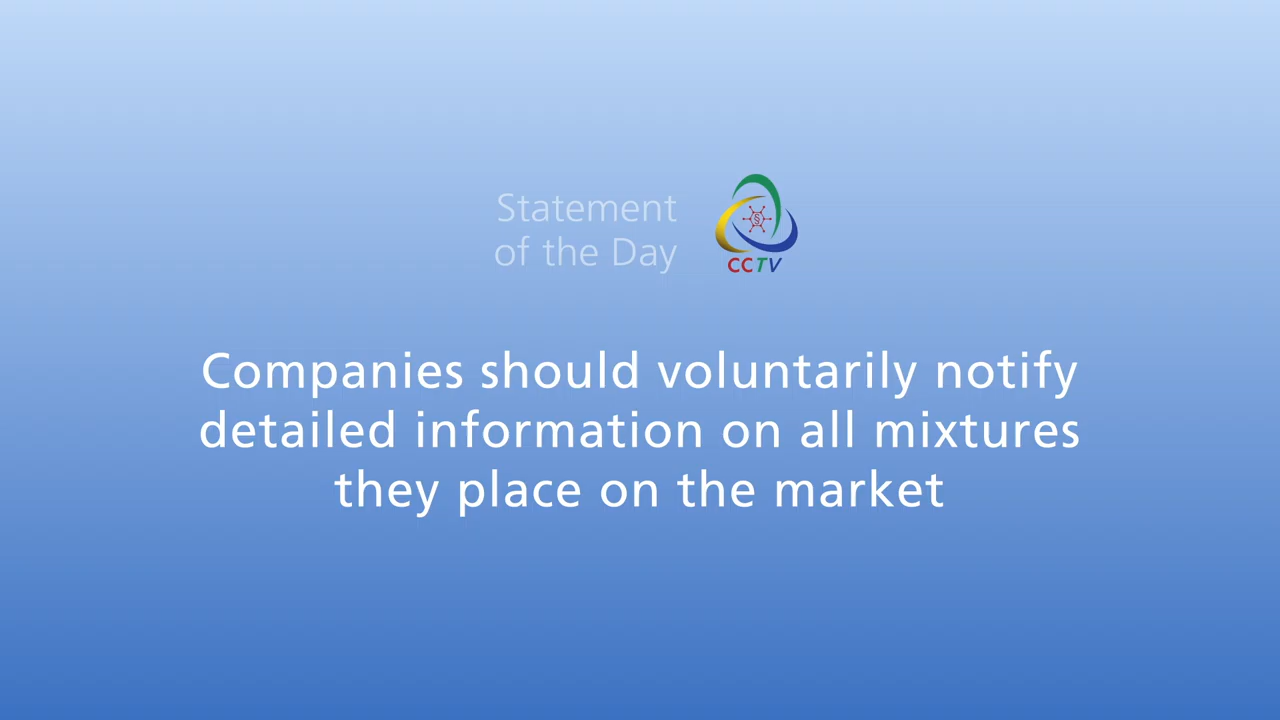 Statement
of the Day
§
CCTV
Companies should voluntarily notify
detailed information on all mixtures
they place on the market